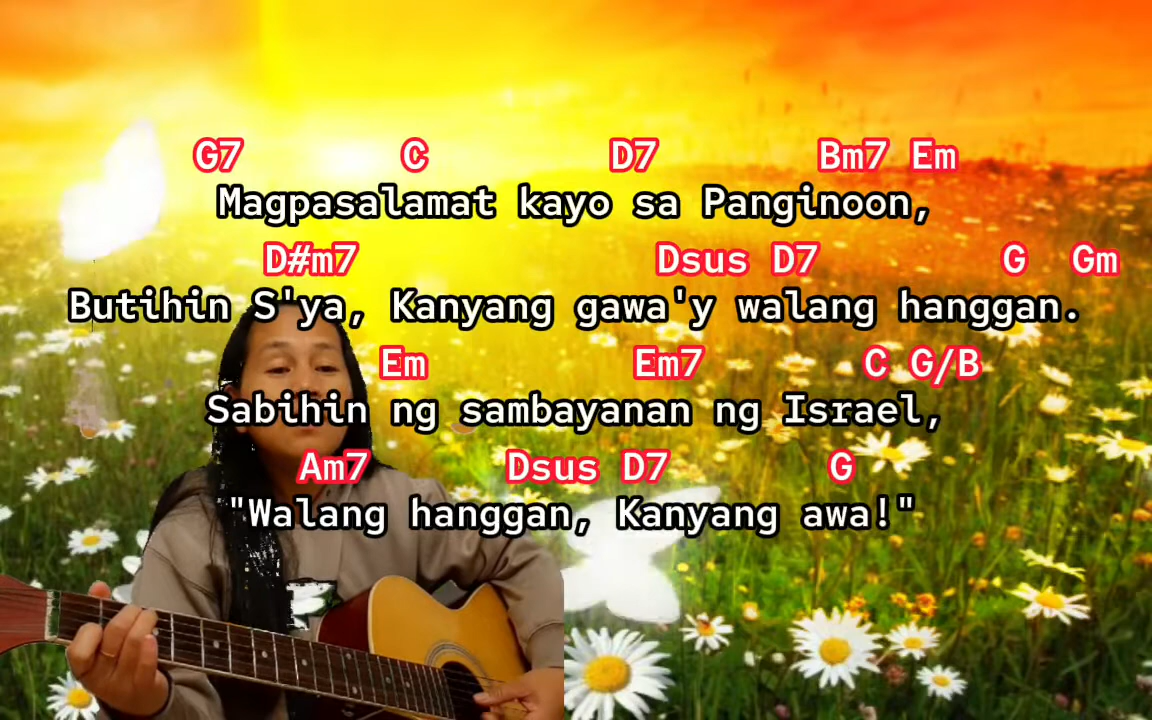 G7 C D7 Bm7 Em
Magpasalamat kayo sa Panginoon,
D#m7 Dsus D7 G Gm
Butihin S'ya, Kanyang gawa'y walang hanggan.
Em Em7 C G/B
Sabihin ng sambayanan ng Israel,
Am7 Dsus D7 G
"Walang hanggan, Kanyang awa!"